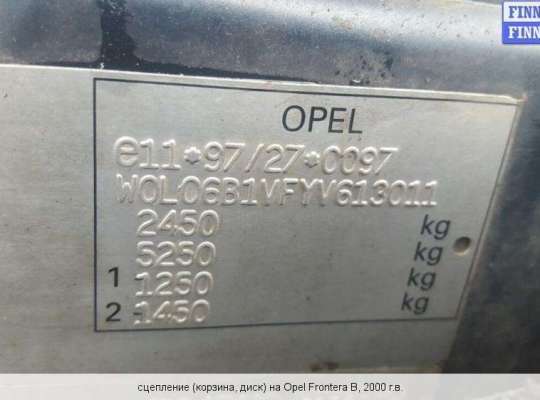 FINN
FINN
OPEL
e11*97/27*0097
W0L06B1VFYV613011
2450 kg
5250 kg
1 1250 kg
2 1450 kg
сцепление (корзина, диск) на Opel Frontera B, 2000 г.в.